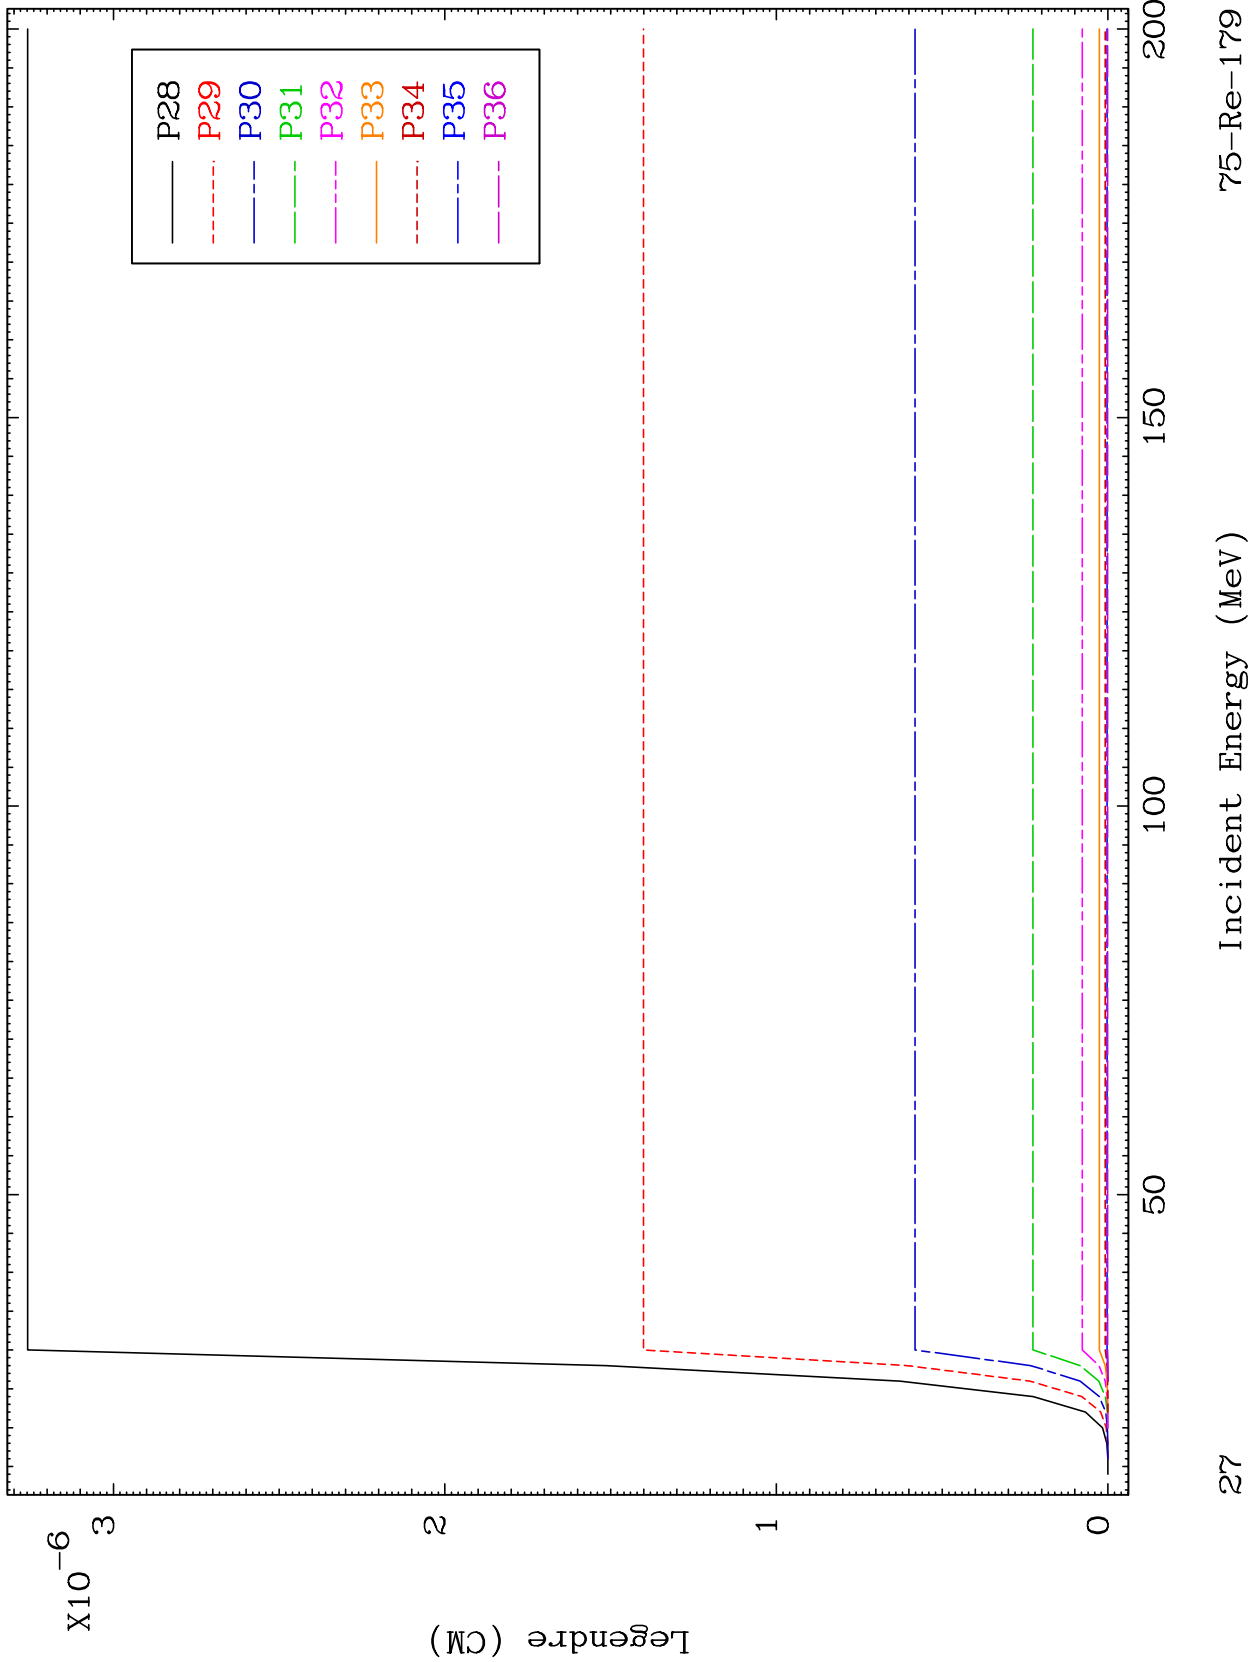 X10-6
3
2
1
0
Legendre (CM)
P28
P29
P30
P31
P32
P33
P34
P35
P36
50
100
150
200
27
Incident Energy (MeV)
75-Re-179